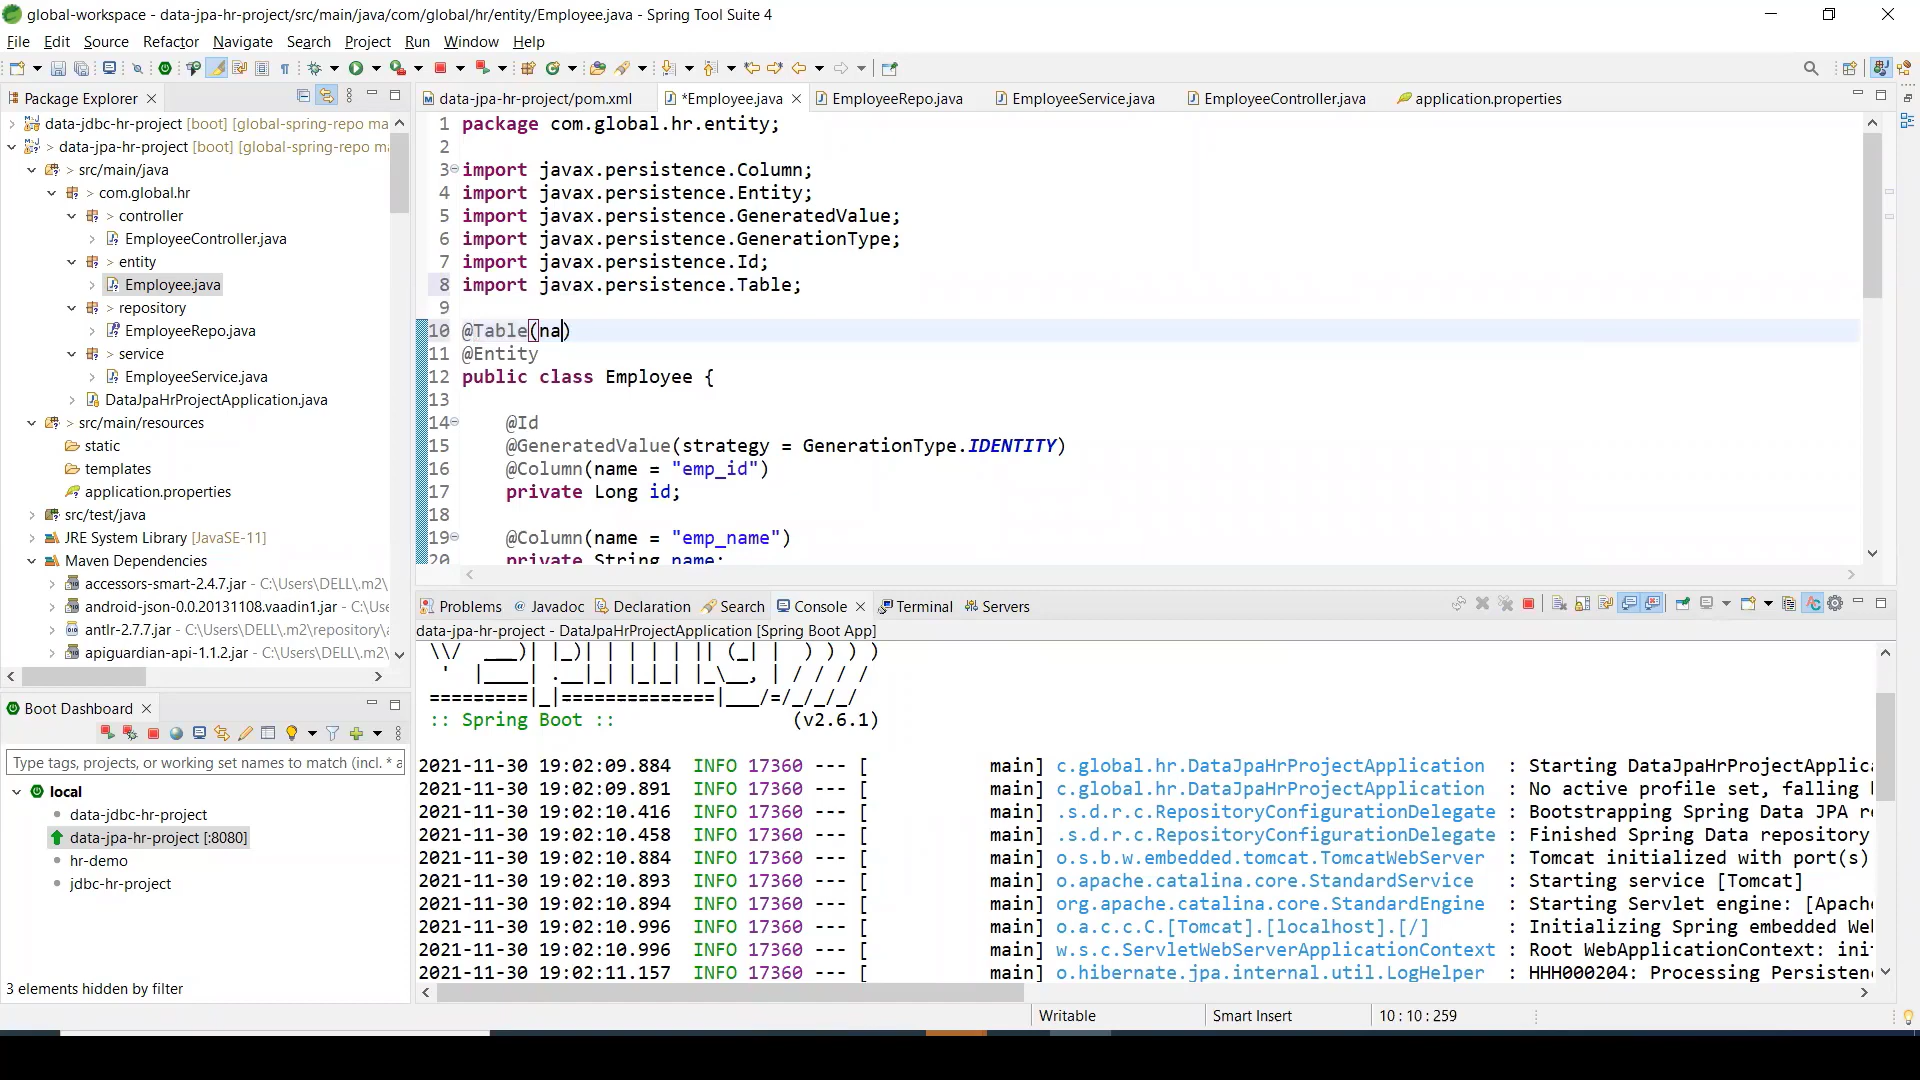 global-workspace - data-jpa-hr-project/src/main/java/com/global/hr/entity/Employee.java - Spring Tool Suite 4
File Edit Source Refactor Navigate Search Project Run Window Help
Package Explorer
data-jdbc-hr-project [boot] [global-spring-repo ma
> data-jpa-hr-project [boot] [global-spring-repo m
> src/main/java
> com.global.hr
> controller
EmployeeController.java
> entity
Employee.java
> repository
EmployeeRepo.java
> service
EmployeeService.java
DataJpaHrProjectApplication.java
> src/main/resources
static
templates
application.properties
src/test/java
JRE System Library [JavaSE-11]
Maven Dependencies
accessors-smart-2.4.7.jar - C:\Users\DELL\.m2\
android-json-0.0.20131108.vaadin1.jar - C:\Use
antlr-2.7.7.jar - C:\Users\DELL\.m2\repository\
apiguardian-api-1.1.2.jar - C:\Users\DELL\.m2\
data-jpa-hr-project/pom.xml *Employee.java EmployeeRepo.java EmployeeService.java EmployeeController.java application.properties
1 package com.global.hr.entity;
2
3 import javax.persistence.Column;
4 import javax.persistence.Entity;
5 import javax.persistence.GeneratedValue;
6 import javax.persistence.GenerationType;
7 import javax.persistence.Id;
8 import javax.persistence.Table;
9
10 @Table(na)
11 @Entity
12 public class Employee {
13
14 @Id
15 @GeneratedValue(strategy = GenerationType.IDENTITY)
16 @Column(name = "emp_id")
17 private Long id;
18
19 @Column(name = "emp_name")
20 private String name;
Boot Dashboard
Type tags, projects, or working set names to match (incl. * a
local
data-jdbc-hr-project
data-jpa-hr-project [:8080]
hr-demo
jdbc-hr-project
3 elements hidden by filter
Problems Javadoc Declaration Search Console Terminal Servers
data-jpa-hr-project - DataJpaHrProjectApplication [Spring Boot App]
\\/  ___)| |_)| | | | | || (_| |  ) ) ) )
'  |____| .__|_| |_|_| |_\__, | / / / /
=========|_|==============|___/=/_/_/_/
:: Spring Boot :: (v2.6.1)
2021-11-30 19:02:09.884 INFO 17360 --- [ main] c.global.hr.DataJpaHrProjectApplication : Starting DataJpaHrProjectApplic
2021-11-30 19:02:09.891 INFO 17360 --- [ main] c.global.hr.DataJpaHrProjectApplication : No active profile set, falling
2021-11-30 19:02:10.416 INFO 17360 --- [ main] .s.d.r.c.RepositoryConfigurationDelegate : Bootstrapping Spring Data JPA re
2021-11-30 19:02:10.458 INFO 17360 --- [ main] .s.d.r.c.RepositoryConfigurationDelegate : Finished Spring Data repository
2021-11-30 19:02:10.884 INFO 17360 --- [ main] o.s.b.w.embedded.tomcat.TomcatWebServer : Tomcat initialized with port(s)
2021-11-30 19:02:10.893 INFO 17360 --- [ main] o.apache.catalina.core.StandardService : Starting service [Tomcat]
2021-11-30 19:02:10.894 INFO 17360 --- [ main] org.apache.catalina.core.StandardEngine : Starting Servlet engine: [Apach
2021-11-30 19:02:10.996 INFO 17360 --- [ main] o.a.c.c.C.[Tomcat].[localhost].[/] : Initializing Spring embedded Web
2021-11-30 19:02:10.996 INFO 17360 --- [ main] w.s.c.ServletWebServerApplicationContext : Root WebApplicationContext: ini
2021-11-30 19:02:11.157 INFO 17360 --- [ main] o.hibernate.jpa.internal.util.LogHelper : HHH000204: Processing Persisten
Writable Smart Insert 10 : 10 : 259